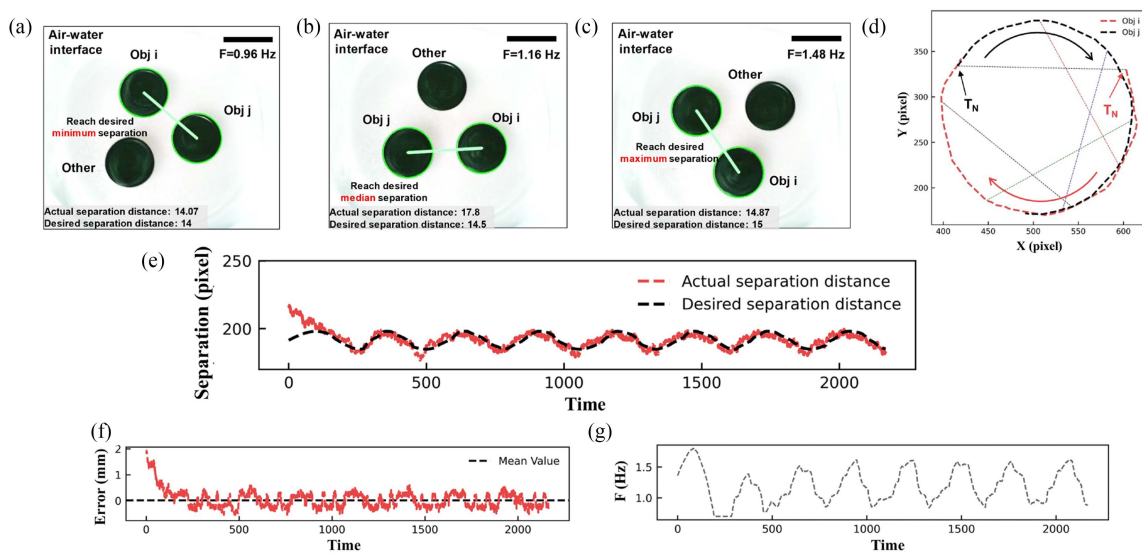 (a)
Air-water
interface
F=0.96 Hz
Obj i
Obj j
Reach desired
minimum separation
Other
Actual separation distance: 14.07
Desired separation distance: 14
(b)
Air-water
interface
F=1.16 Hz
Other
Obj j
Obj i
Reach desired
median separation
Actual separation distance: 17.8
Desired separation distance: 14.5
(c)
Air-water
interface
F=1.48 Hz
Other
Obj j
Reach desired
maximum separation
Obj i
Actual separation distance: 14.87
Desired separation distance: 15
(d)
Obj i
Obj j
T_N
T_N
350
300
250
200
Y (pixel)
400
450
500
550
600
X (pixel)
(e)
250
200
Separation (pixel)
Actual separation distance
Desired separation distance
0
500
1000
1500
2000
Time
(f)
2
1
0
Error (mm)
Mean Value
0
500
1000
1500
2000
Time
(g)
1.5
1.0
F (Hz)
0
500
1000
1500
2000
Time